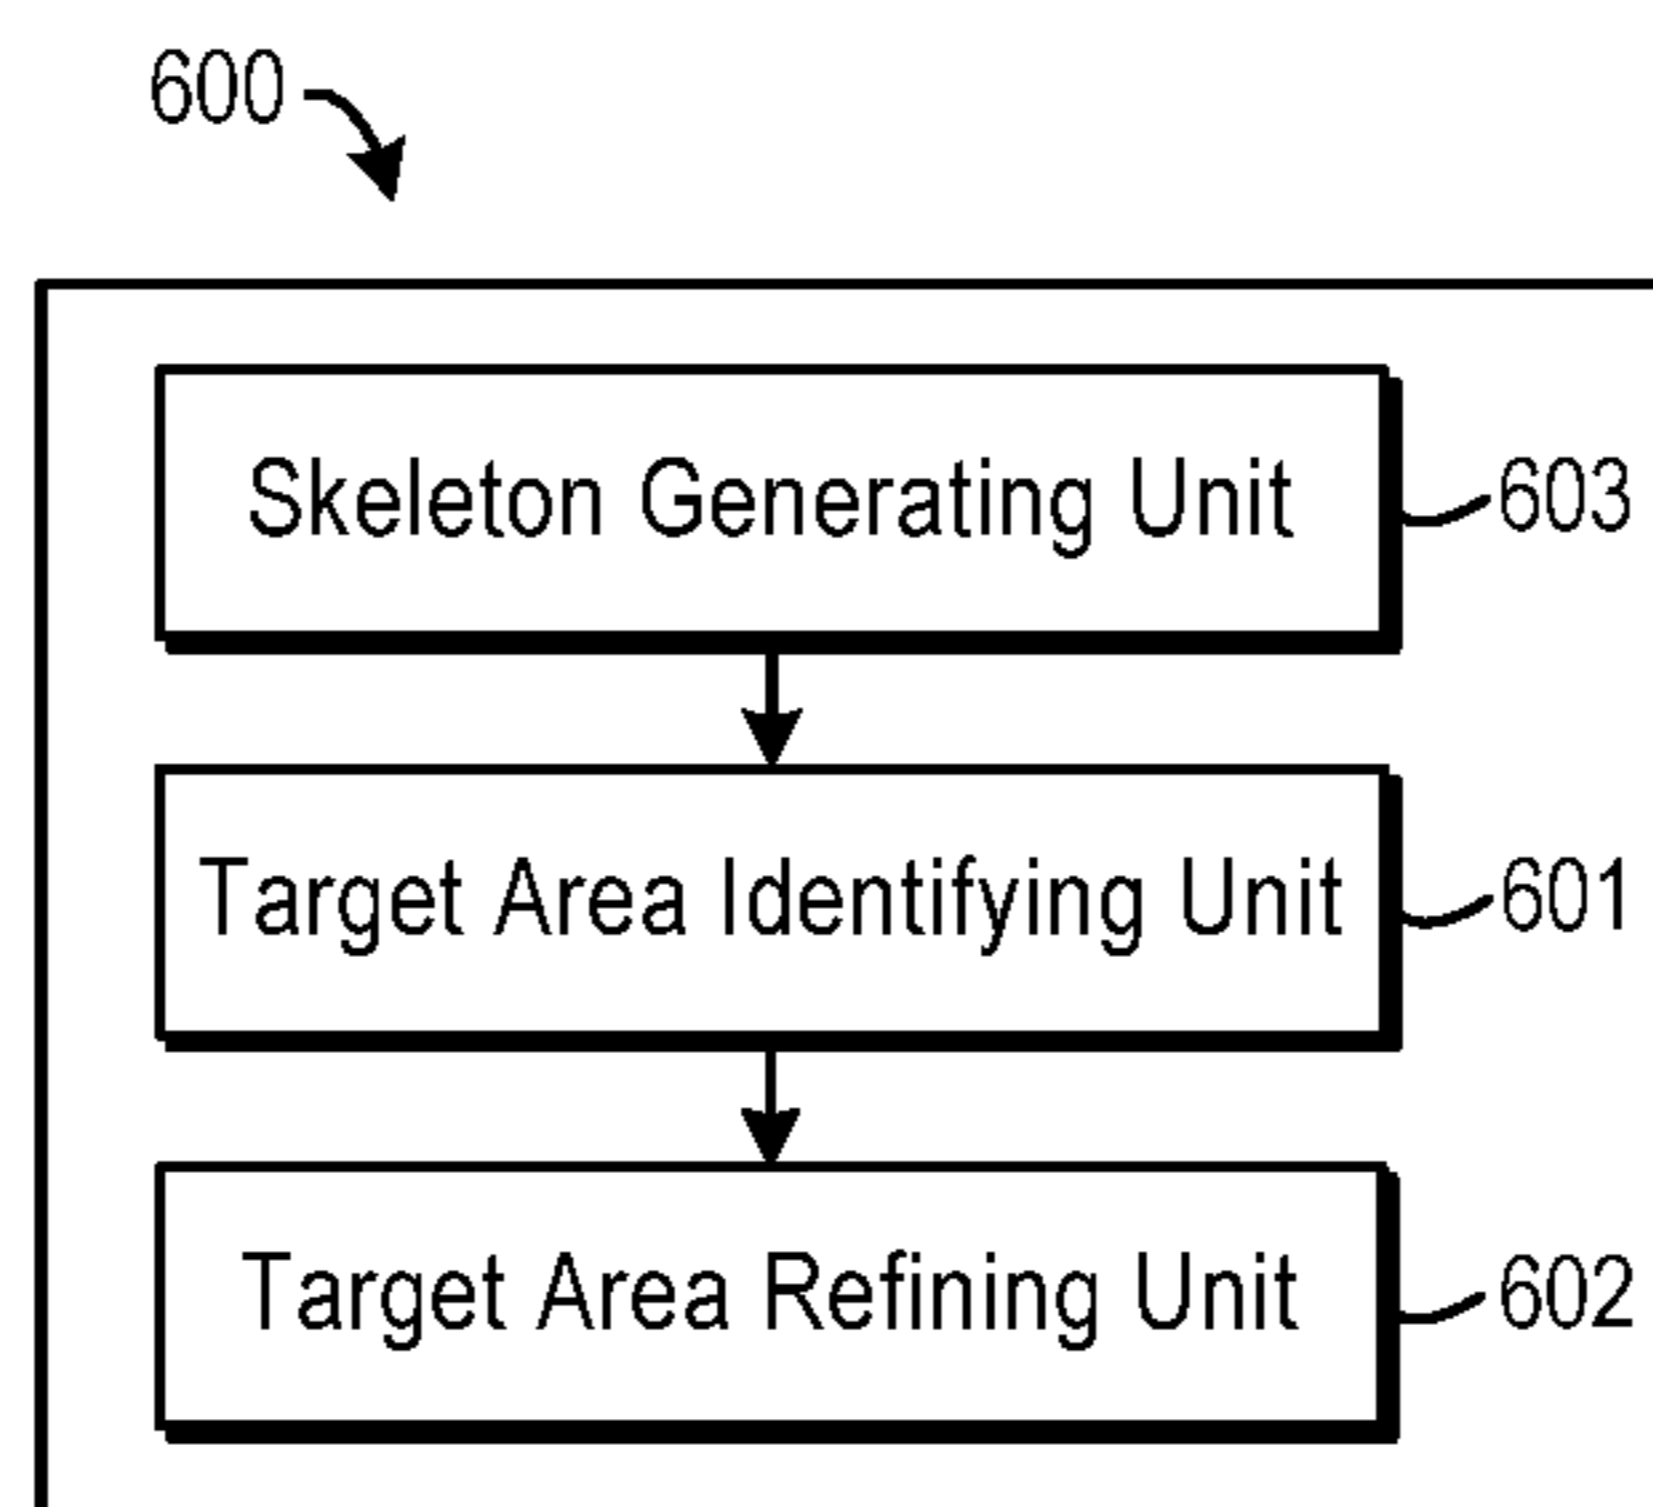 600
Skeleton Generating Unit
603
Target Area Identifying Unit
601
Target Area Refining Unit
602